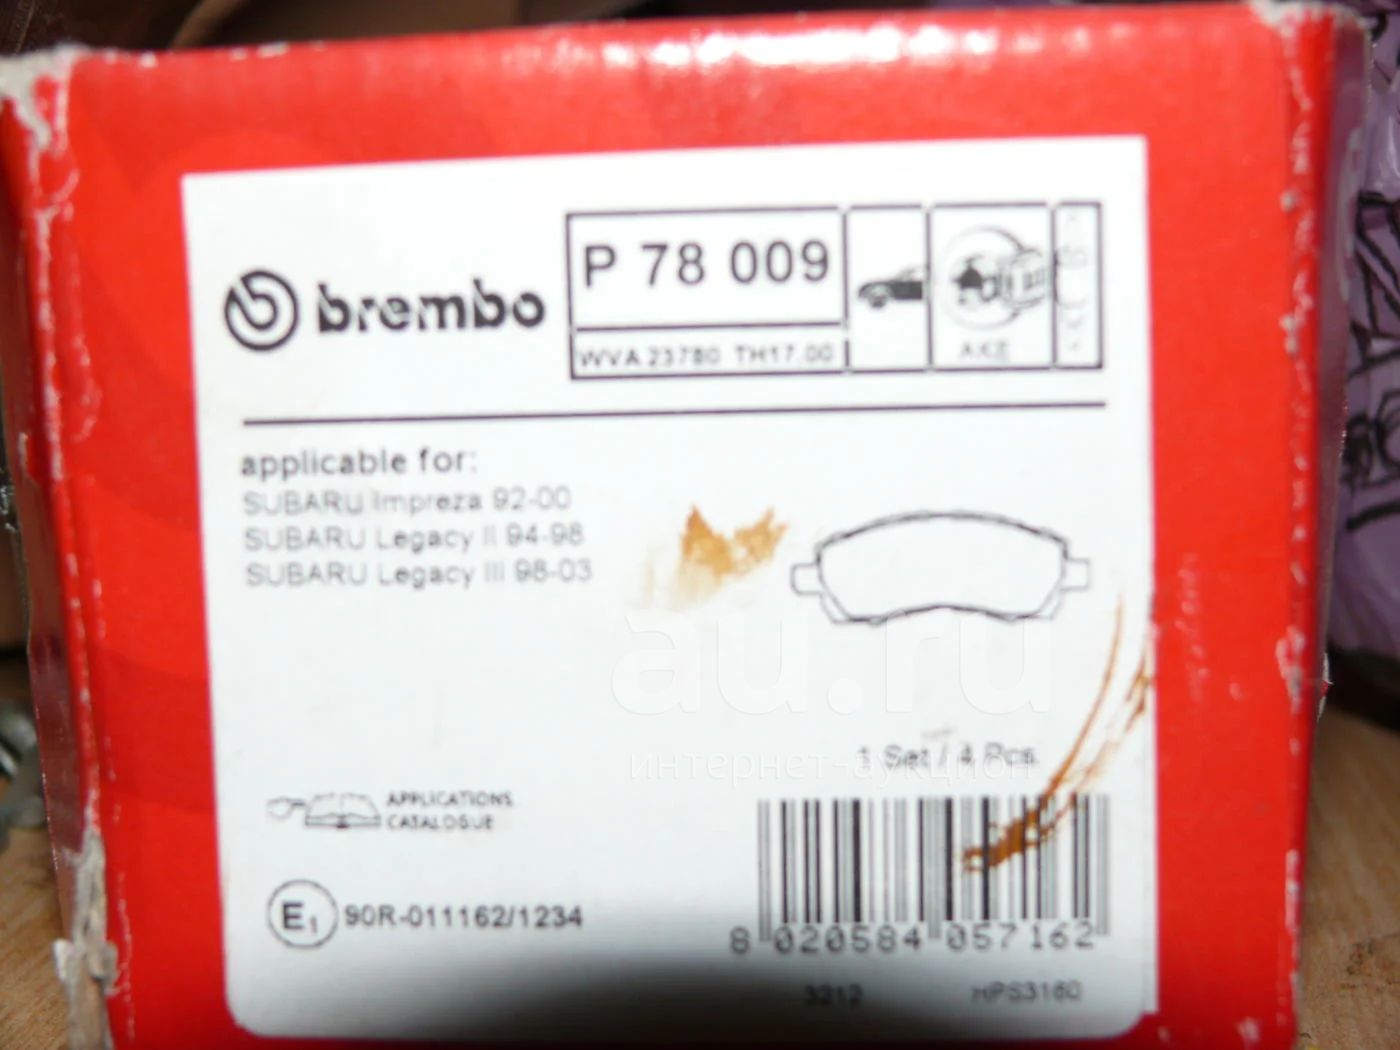 brembo
P 78 009
WVA 23780 TH17.00
AKE
applicable for:
SUBARU Impreza 92-00
SUBARU Legacy II 94-98
SUBARU Legacy III 98-03
au.ru
интернет-аукцион
1 Set / 4 Pcs.
APPLICATIONS
CATALOGUE
E1 90R-011162/1234
8 020584 057162
3212 HPS3160